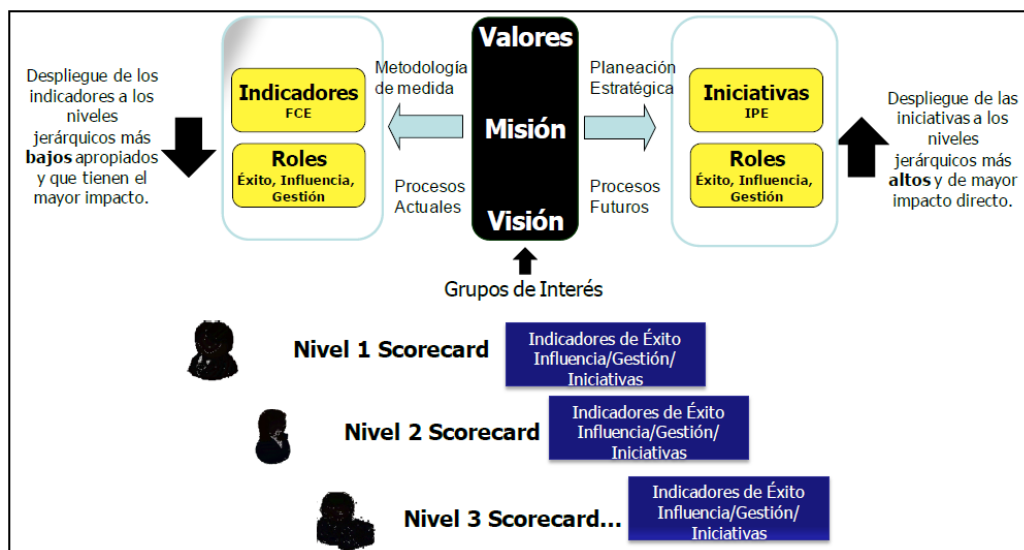 Despliegue de los
indicadores a los
niveles
jerárquicos más
bajos apropiados
y que tienen el
mayor impacto.
Indicadores
FCE
Roles
Éxito, Influencia,
Gestión
Metodología
de medida
Procesos
Actuales
Valores
Misión
Visión
Planeación
Estratégica
Procesos
Futuros
Iniciativas
IPE
Roles
Éxito, Influencia,
Gestión
Despliegue de las
iniciativas a los
niveles
jerárquicos más
altos y de mayor
impacto directo.
Grupos de Interés
Nivel 1 Scorecard
Indicadores de Éxito
Influencia/Gestión/
Iniciativas
Nivel 2 Scorecard
Indicadores de Éxito
Influencia/Gestión/
Iniciativas
Nivel 3 Scorecard...
Indicadores de Éxito
Influencia/Gestión/
Iniciativas